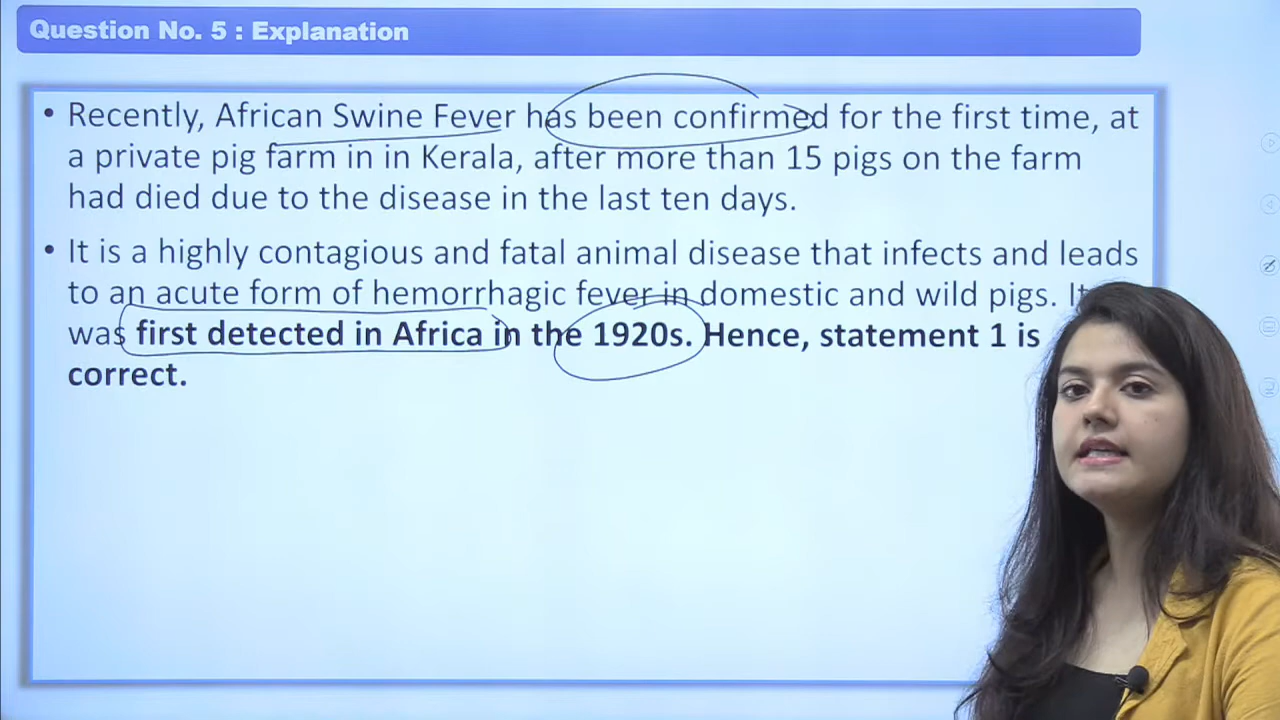 Question No. 5 : Explanation
• Recently, African Swine Fever has been confirmed for the first time, at
a private pig farm in in Kerala, after more than 15 pigs on the farm
had died due to the disease in the last ten days.
• It is a highly contagious and fatal animal disease that infects and leads
to an acute form of hemorrhagic fever in domestic and wild pigs. It
was first detected in Africa in the 1920s. Hence, statement 1 is
correct.